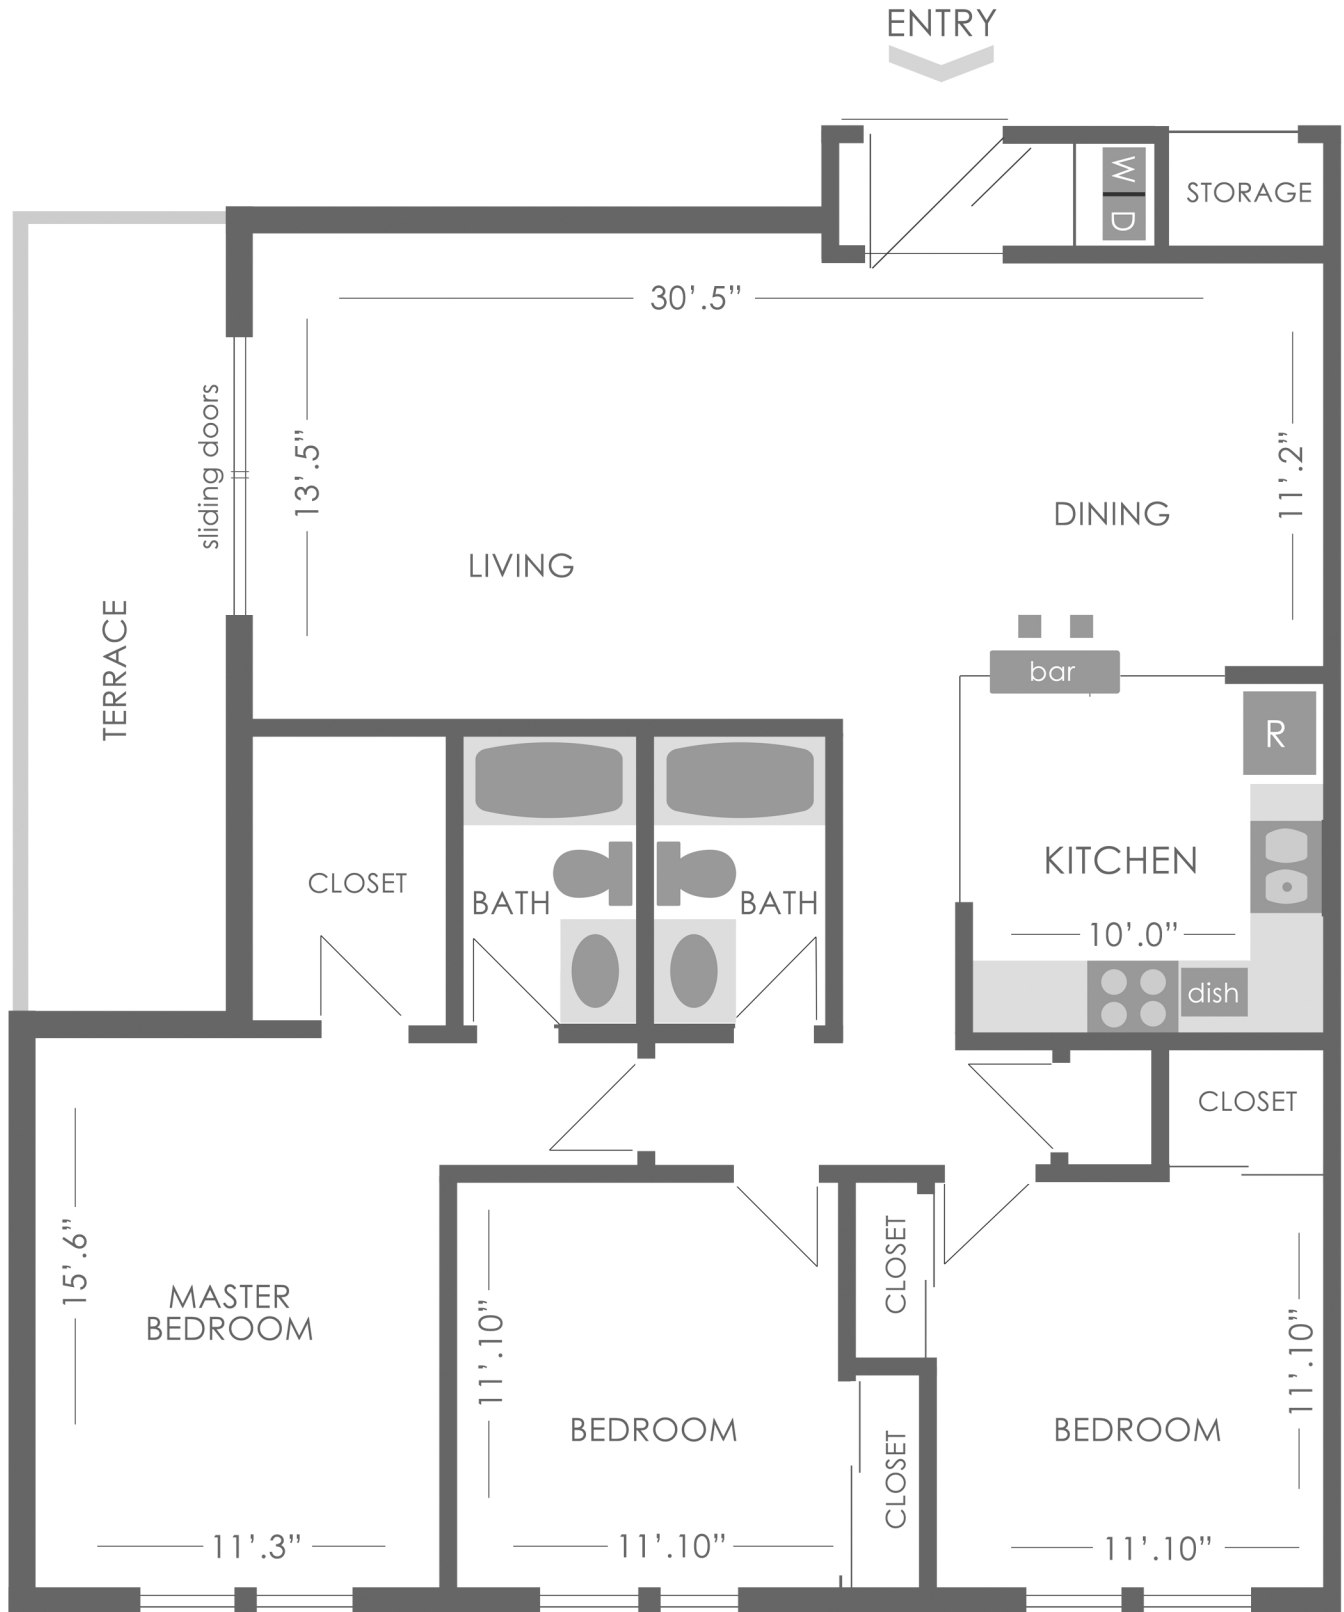 ENTRY
W
D
STORAGE
30’.5”
sliding doors
13’.5”
11’.2”
DINING
LIVING
TERRACE
bar
R
KITCHEN
CLOSET
BATH
BATH
10’.0”
dish
CLOSET
15’.6”
MASTER
BEDROOM
11’.10”
CLOSET
11’.10”
BEDROOM
BEDROOM
CLOSET
11’.3”
11’.10”
11’.10”